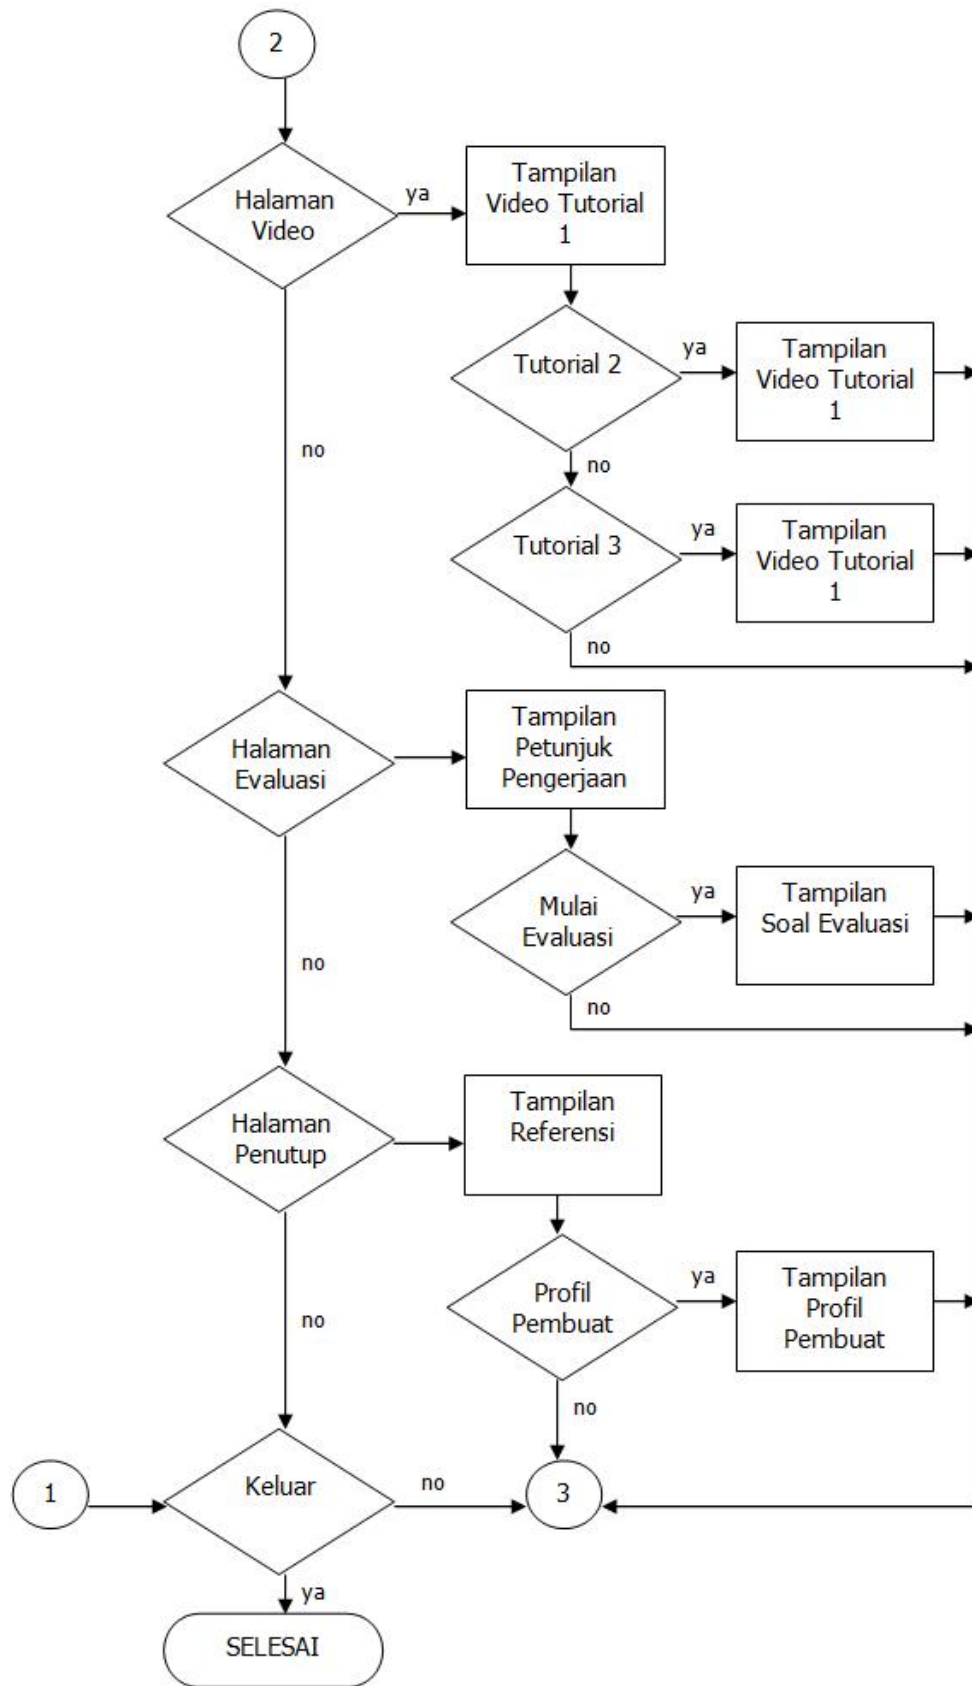 2
Halaman
Video
ya
Tampilan
Video Tutorial
1
Tutorial 2
ya
Tampilan
Video Tutorial
1
no
no
Tutorial 3
ya
Tampilan
Video Tutorial
1
no
Halaman
Evaluasi
Tampilan
Petunjuk
Pengerjaan
Mulai
Evaluasi
ya
Tampilan
Soal Evaluasi
no
no
Halaman
Penutup
Tampilan
Referensi
Profil
Pembuat
ya
Tampilan
Profil
Pembuat
no
no
1
Keluar
no
3
ya
SELESAI